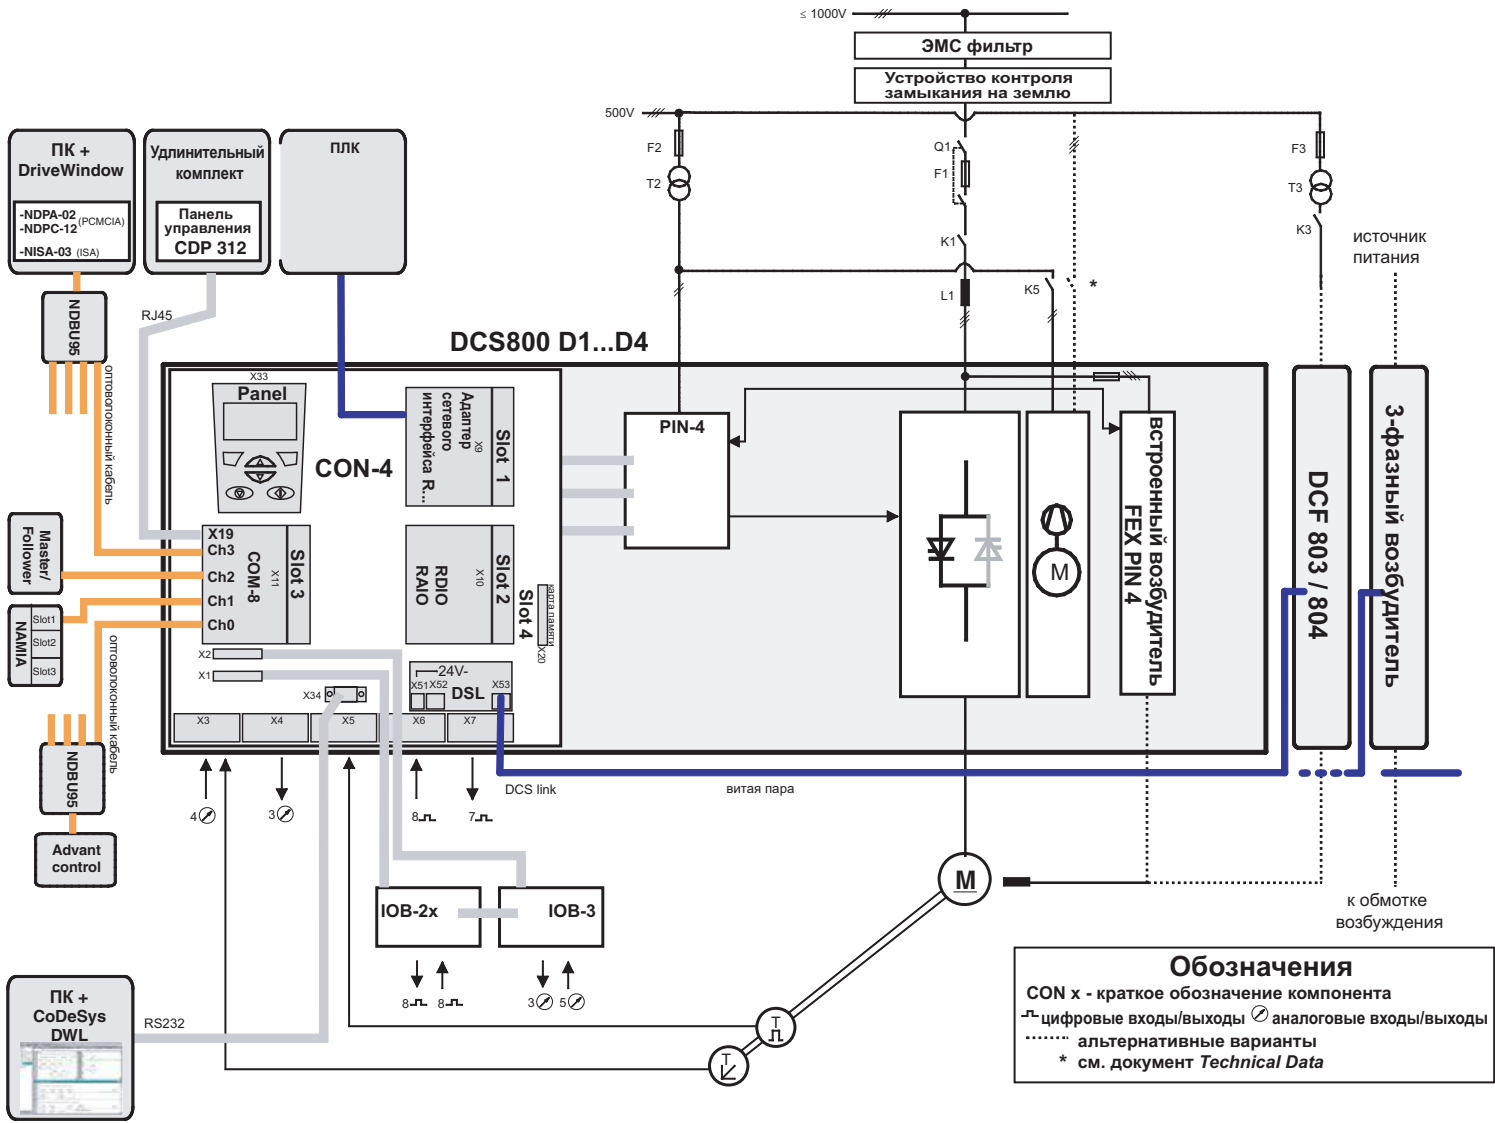 ≤ 1000V
ЭМС фильтр
Устройство контроля
замыкания на землю
500V
F2
T2
Q1
F1
K1
L1
K5
*
F3
T3
K3
источник
питания
ПК +
DriveWindow
-NDPA-02
-NDPC-12 (PCMCIA)
-NISA-03 (ISA)
Удлинительный
комплект
Панель
управления
CDP 312
ПЛК
NDBU95
RJ45
оптоволоконный кабель
DCS800 D1...D4
X33
Panel
CON-4
Адаптер
сетевого
интерфейса R...
X9
Slot 1
PIN-4
X19
Ch3
Ch2
Ch1
Ch0
COM-8
X11
Slot 3
RDIO
RAIO
X10
Slot 2
Slot 4
карта памяти
X20
X2
X1
X34
24V-
X51
X52
DSL
X53
X3
X4
X5
X6
X7
M
встроенный возбудитель
FEX PIN 4
DCF 803 / 804
3-фазный возбудитель
Master/
Follower
NAMIA
Slot1
Slot2
Slot3
оптоволоконный кабель
NDBU95
Advant
control
4
3
8
7
DCS link
витая пара
IOB-2x
IOB-3
8
8
3
5
M
T
T
к обмотке
возбуждения
ПК +
CoDeSys
DWL
RS232
Обозначения
CON x - краткое обозначение компонента
цифровые входы/выходы аналоговые входы/выходы
альтернативные варианты
* см. документ Technical Data